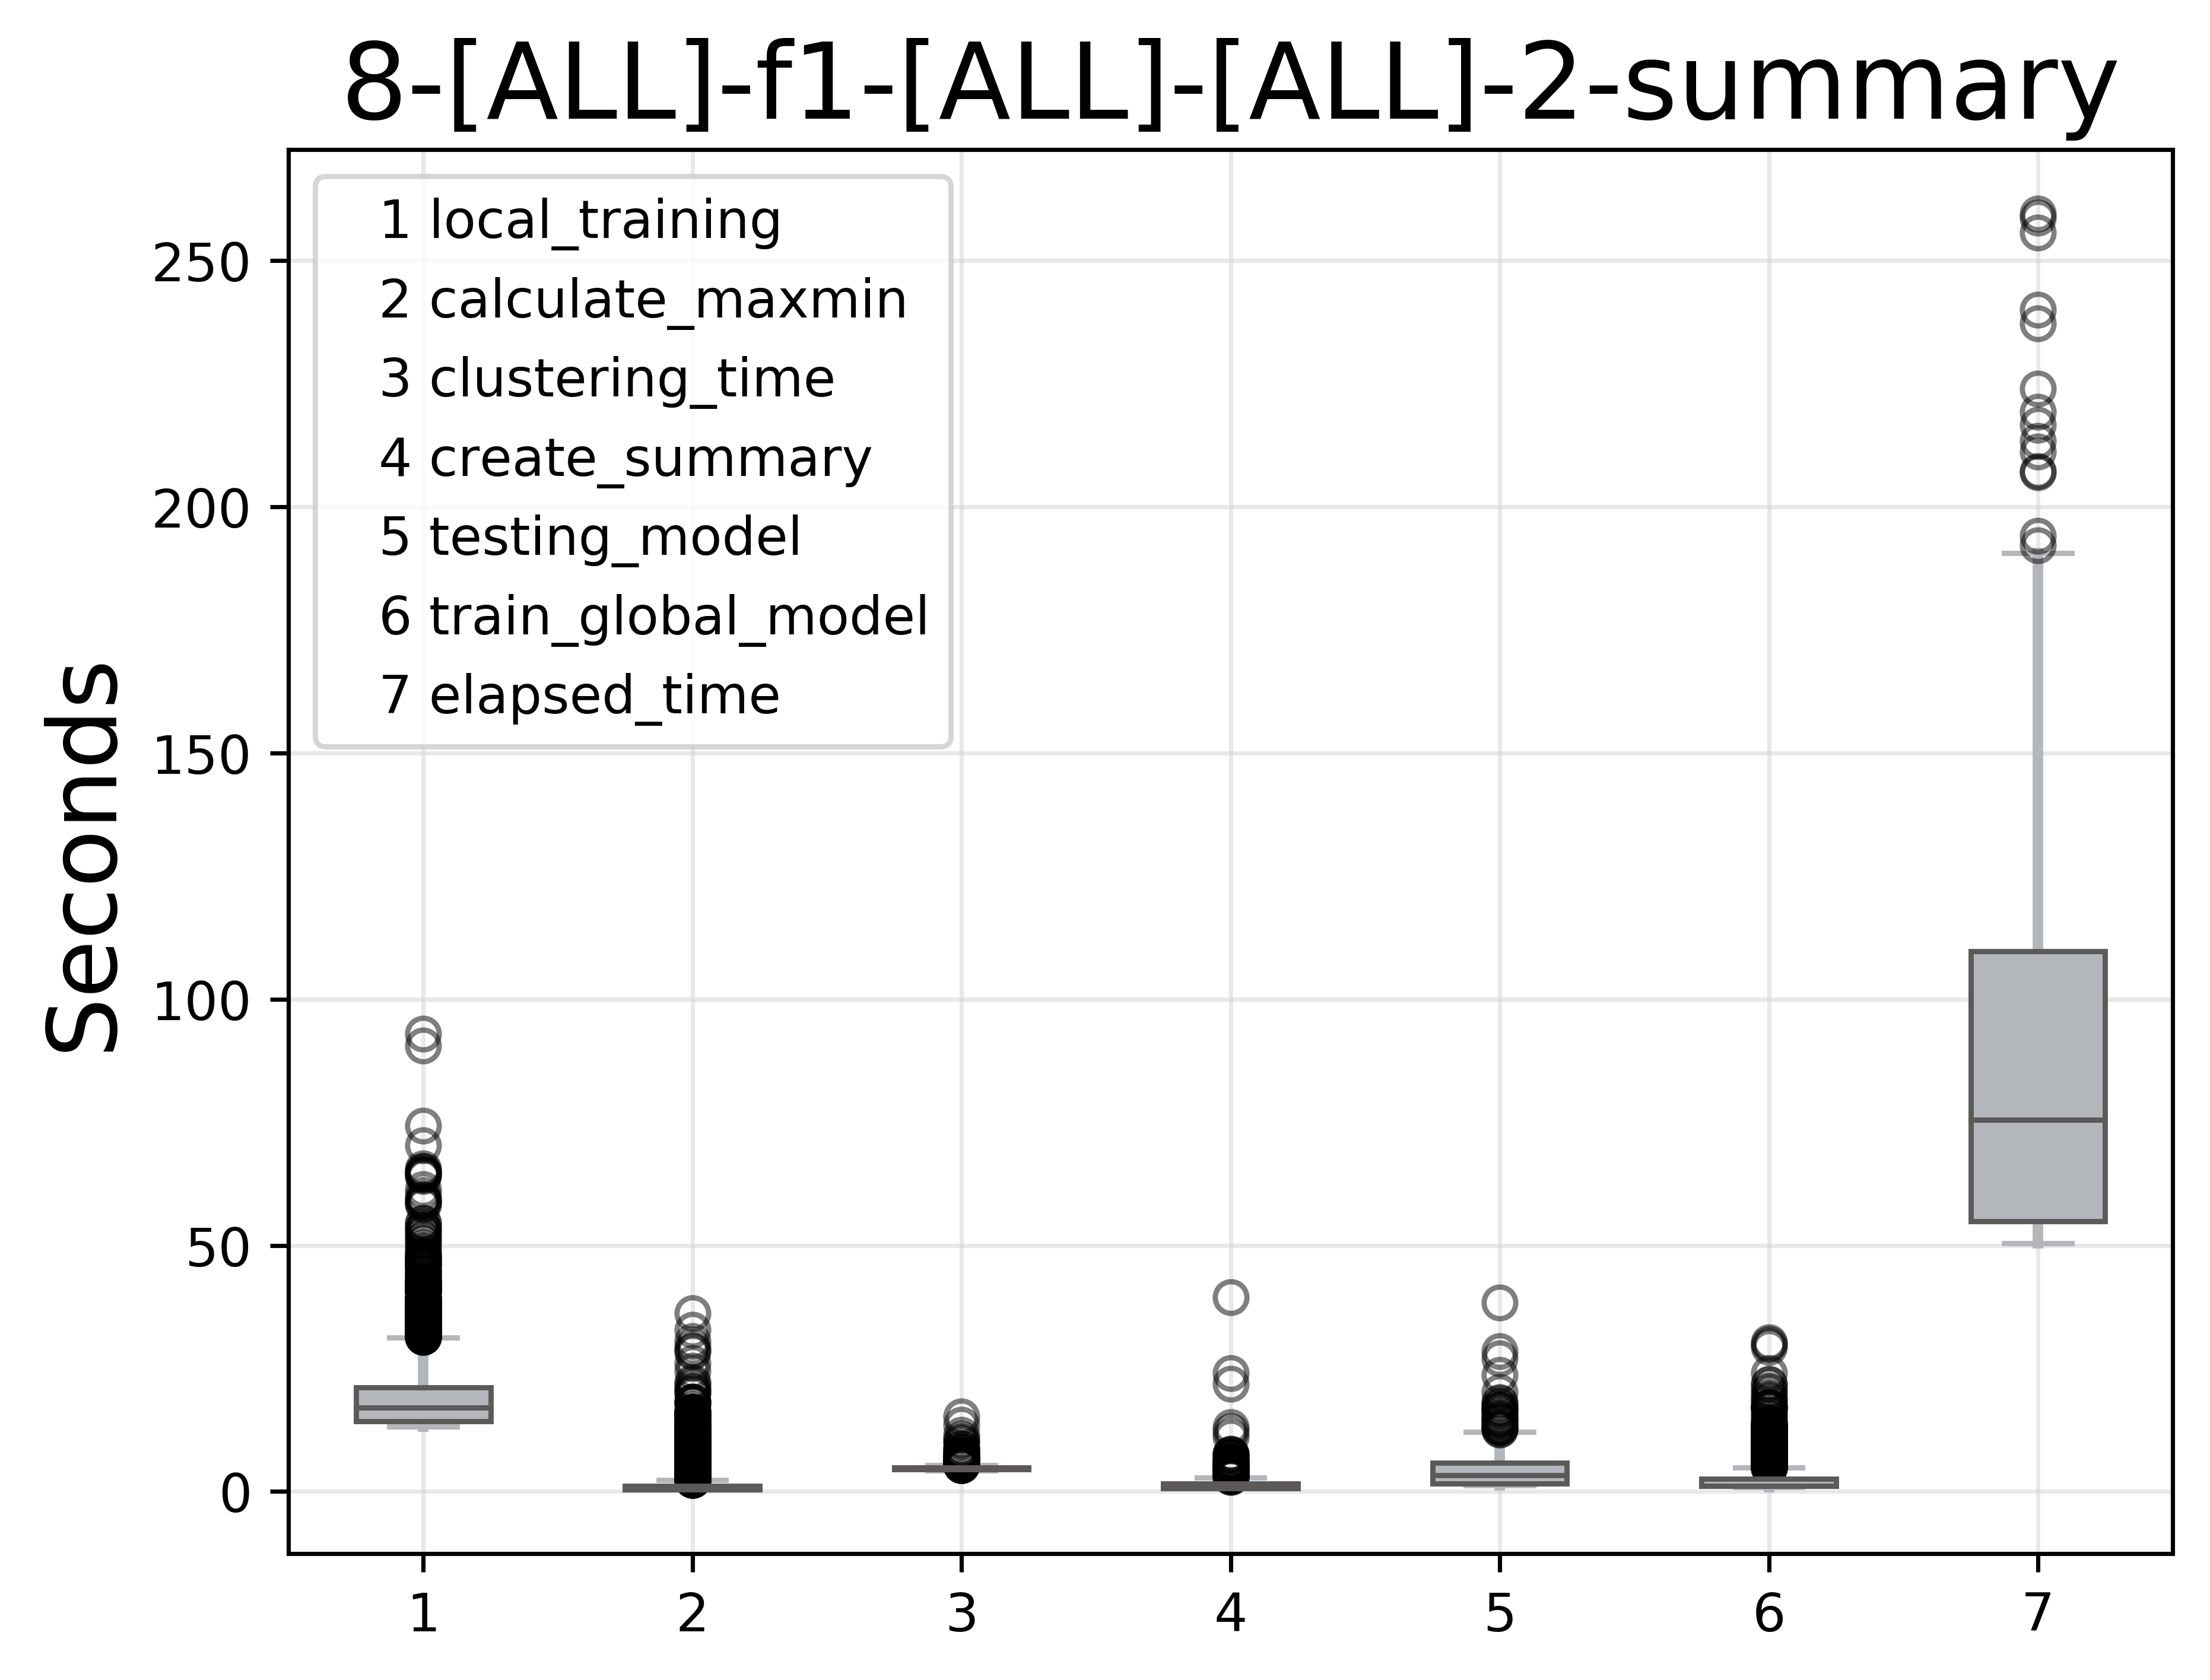 8-[ALL]-f1-[ALL]-[ALL]-2-summary
1 local_training
2 calculate_maxmin
3 clustering_time
4 create_summary
5 testing_model
6 train_global_model
7 elapsed_time
Seconds
250
200
150
100
50
0
1 2 3 4 5 6 7